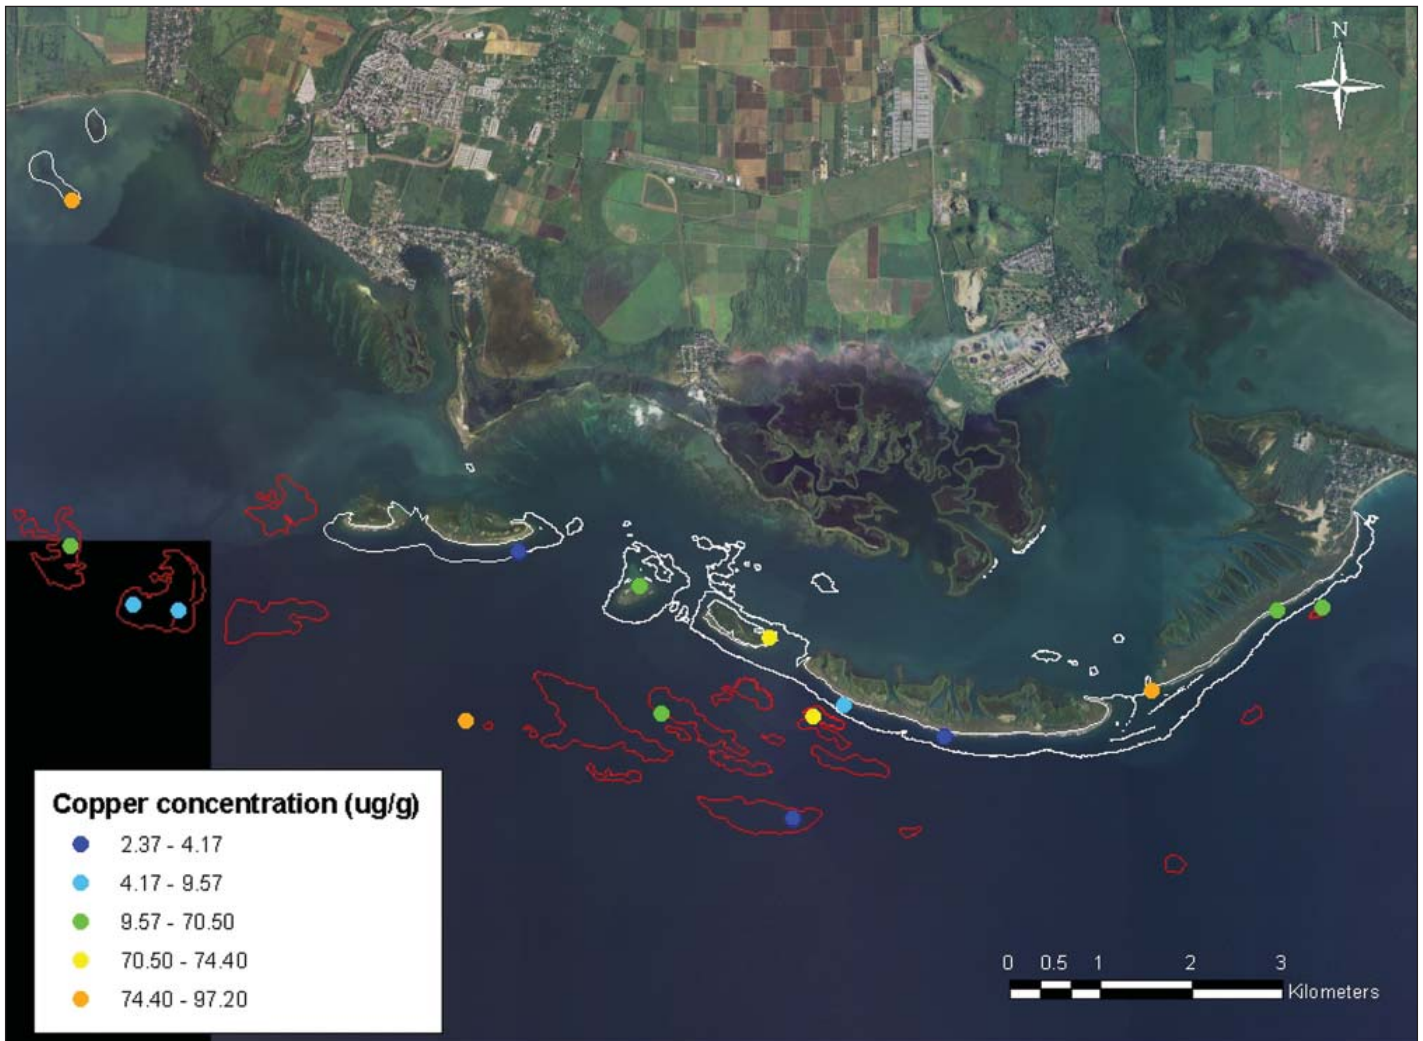 N
Copper concentration (ug/g)
2.37 - 4.17
4.17 - 9.57
9.57 - 70.50
70.50 - 74.40
74.40 - 97.20
0 0.5 1 2 3
Kilometers